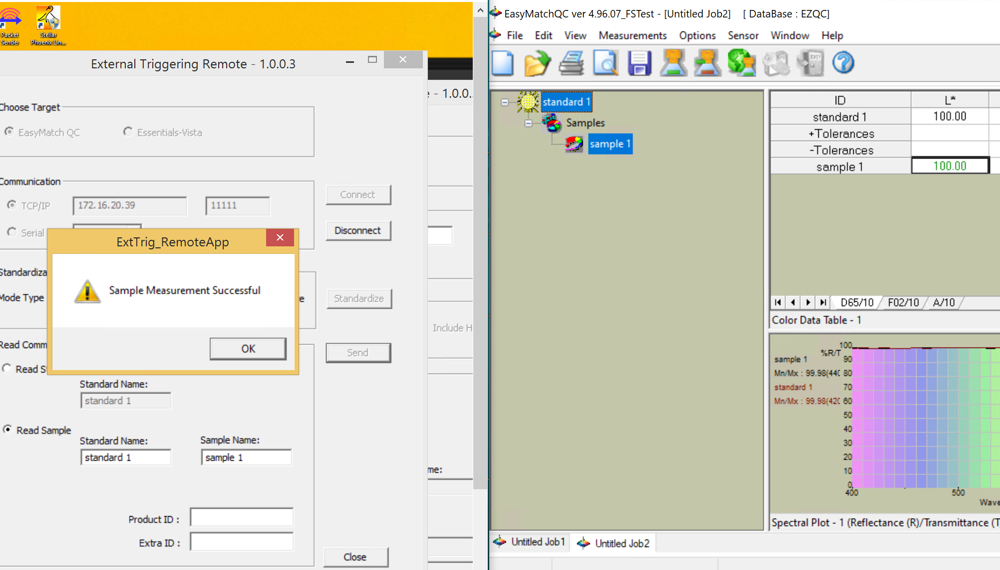 Packet
Sender
Stellar
Phoenix Lin...
External Triggering Remote - 1.0.0.3
- 1.0.0.
Choose Target
EasyMatch QC
Essentials-Vista
Communication
TCP/IP
172.16.20.39
11111
Connect
Serial
Disconnect
ExtTrig_RemoteApp
Sample Measurement Successful
OK
Standardiza
Mode Type
e
Standardize
Include H
Read Comm
Send
Read S
Standard Name:
standard 1
Read Sample
Standard Name:
Sample Name:
standard 1
sample 1
me:
Product ID :
Extra ID :
Close
EasyMatchQC ver 4.96.07_FSTest - [Untitled Job2] [ DataBase : EZQC]
File Edit View Measurements Options Sensor Window Help
standard 1
Samples
sample 1
ID L*
standard 1 100.00
+Tolerances
-Tolerances
sample 1 100.00
D65/10 F02/10 A/10
Color Data Table - 1
%R/T
sample 1
Mn/Mx : 99.98(440
standard 1
Mn/Mx : 99.98(420
100
90
80
70
60
50
40
30
20
10
0
400 500
Wave
Spectral Plot - 1 (Reflectance (R)/Transmittance (T
Untitled Job1 Untitled Job2